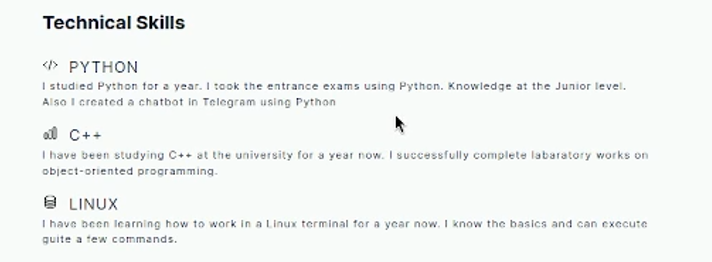 Technical Skills
PYTHON
I studied Python for a year. I took the entrance exams using Python. Knowledge at the Junior level.
Also I created a chatbot in Telegram using Python
C++
I have been studying C++ at the university for a year now. I successfully complete labaratory works on
object-oriented programming.
LINUX
I have been learning how to work in a Linux terminal for a year now. I know the basics and can execute
quite a few commands.